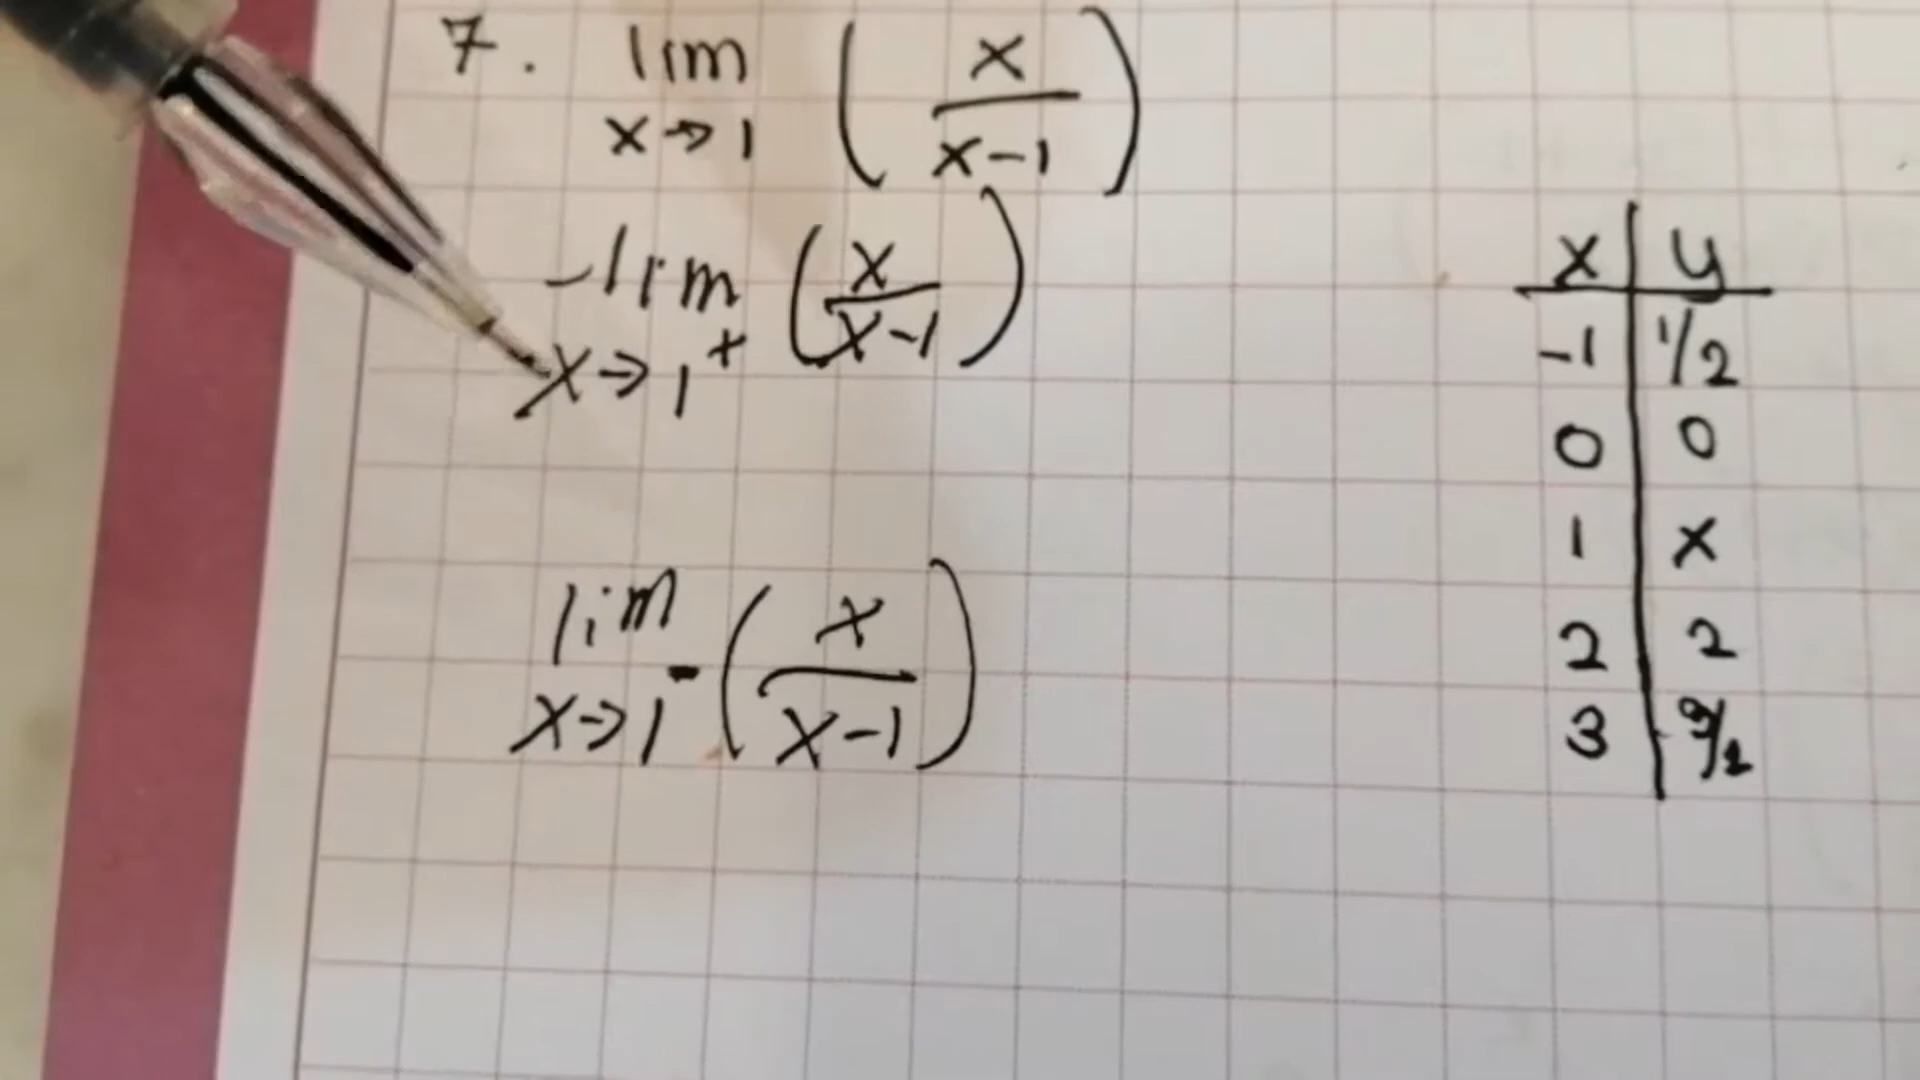 7. lim ( x / x-1 )
x→1
-lim ( x / x-1 )
x→1⁺
lim ( x / x-1 )
x→1⁻
x | y
-1 | 1/2
0 | 0
1 | x
2 | 2
3 | 3/2